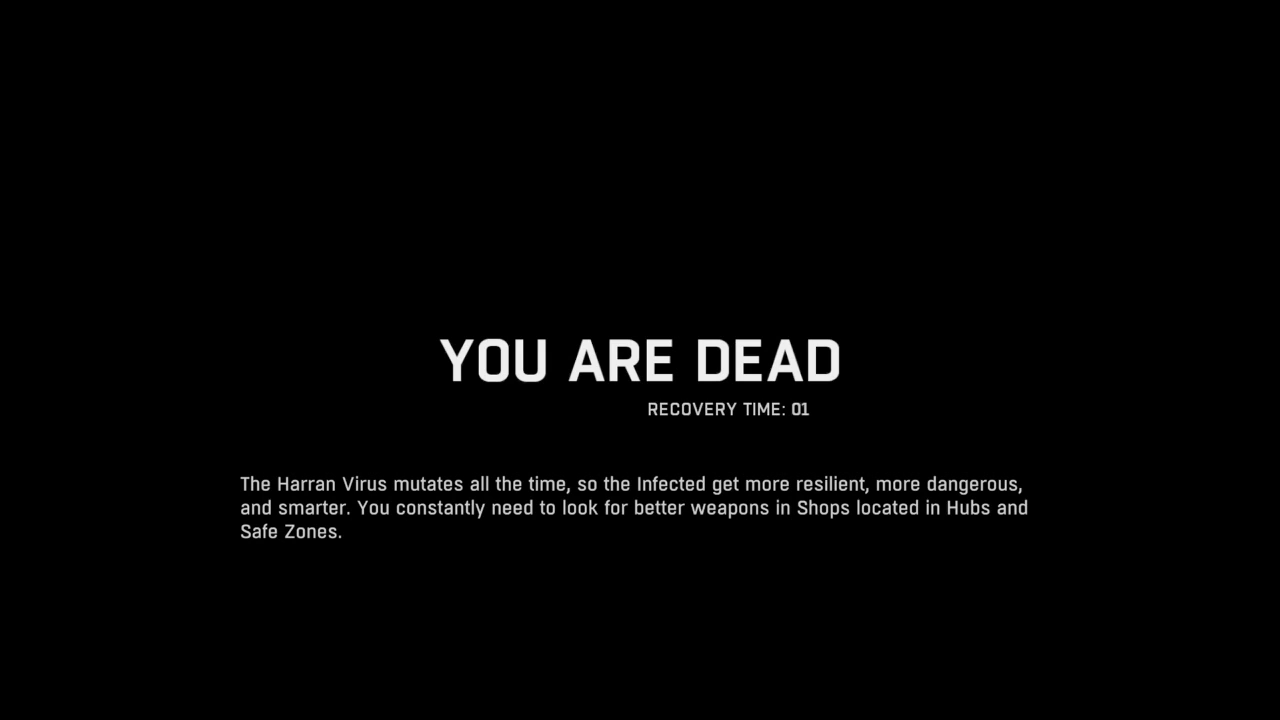 YOU ARE DEAD
RECOVERY TIME: 01
The Harran Virus mutates all the time, so the Infected get more resilient, more dangerous,
and smarter. You constantly need to look for better weapons in Shops located in Hubs and
Safe Zones.